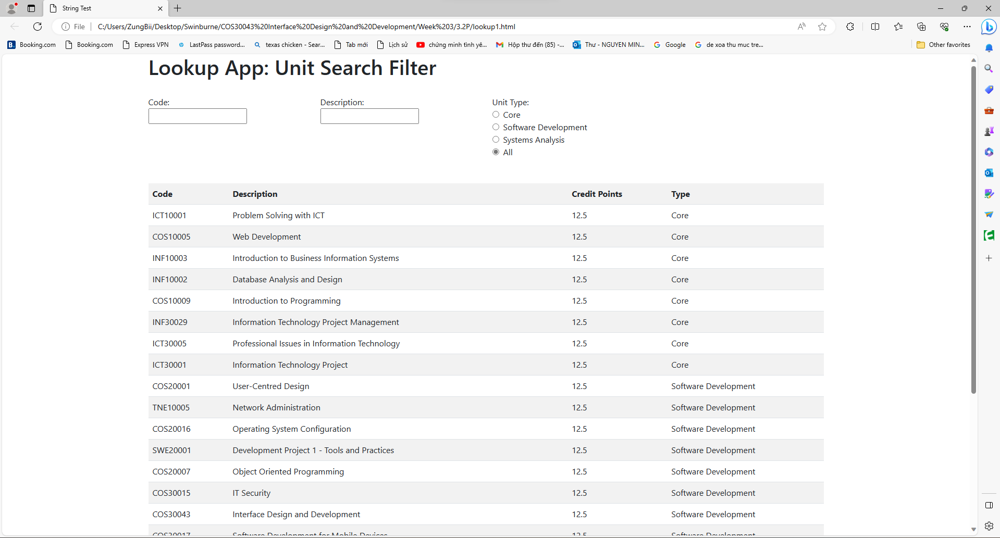 String Test
File C:/Users/ZungBii/Desktop/Swinburne/COS30043%20Interface%20Design%20and%20Development/Week%203/3.2P/lookup1.html
B. Booking.com Booking.com Express VPN LastPass password... texas chicken - Sear... Tab mới Lịch sử chứng minh tình yê... Hộp thư đến (85) -... Thư - NGUYEN MIN... Google de xoa thu muc tre... Other favorites
Lookup App: Unit Search Filter
Code: Description: Unit Type:
Core
Software Development
Systems Analysis
All
Code Description Credit Points Type
ICT10001 Problem Solving with ICT 12.5 Core
COS10005 Web Development 12.5 Core
INF10003 Introduction to Business Information Systems 12.5 Core
INF10002 Database Analysis and Design 12.5 Core
COS10009 Introduction to Programming 12.5 Core
INF30029 Information Technology Project Management 12.5 Core
ICT30005 Professional Issues in Information Technology 12.5 Core
ICT30001 Information Technology Project 12.5 Core
COS20001 User-Centred Design 12.5 Software Development
TNE10005 Network Administration 12.5 Software Development
COS20016 Operating System Configuration 12.5 Software Development
SWE20001 Development Project 1 - Tools and Practices 12.5 Software Development
COS20007 Object Oriented Programming 12.5 Software Development
COS30015 IT Security 12.5 Software Development
COS30043 Interface Design and Development 12.5 Software Development
COS30017 Software Development for Mobile Devices 12.5 Software Development